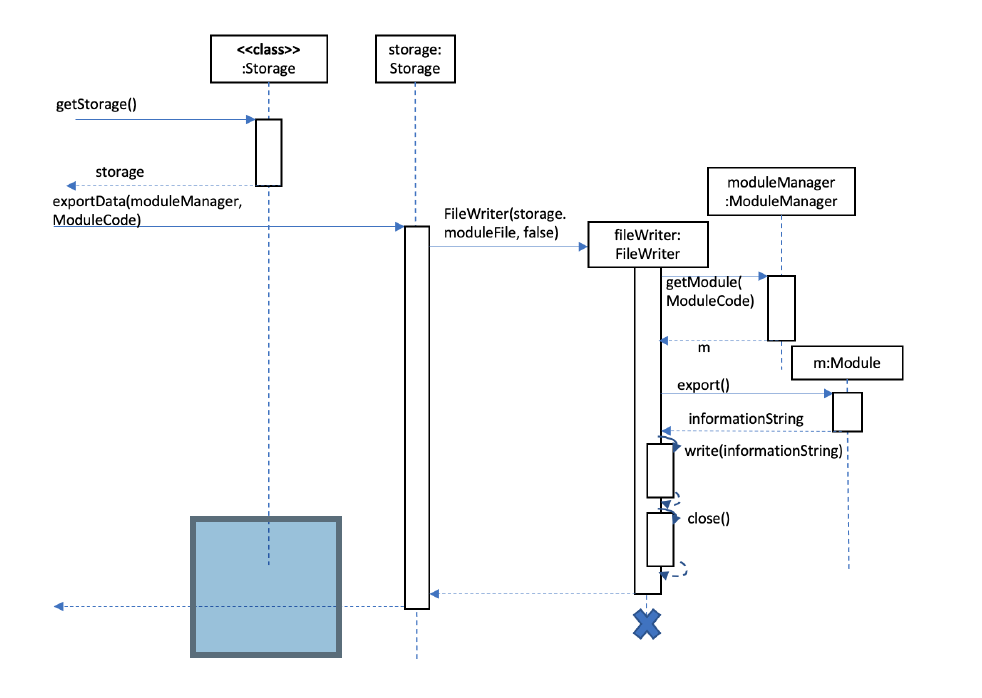 <<class>>
:Storage
storage:
Storage
getStorage()
storage
exportData(moduleManager,
ModuleCode)
FileWriter(storage.
moduleFile, false)
fileWriter:
FileWriter
moduleManager
:ModuleManager
getModule(
ModuleCode)
m
m:Module
export()
informationString
write(informationString)
close()